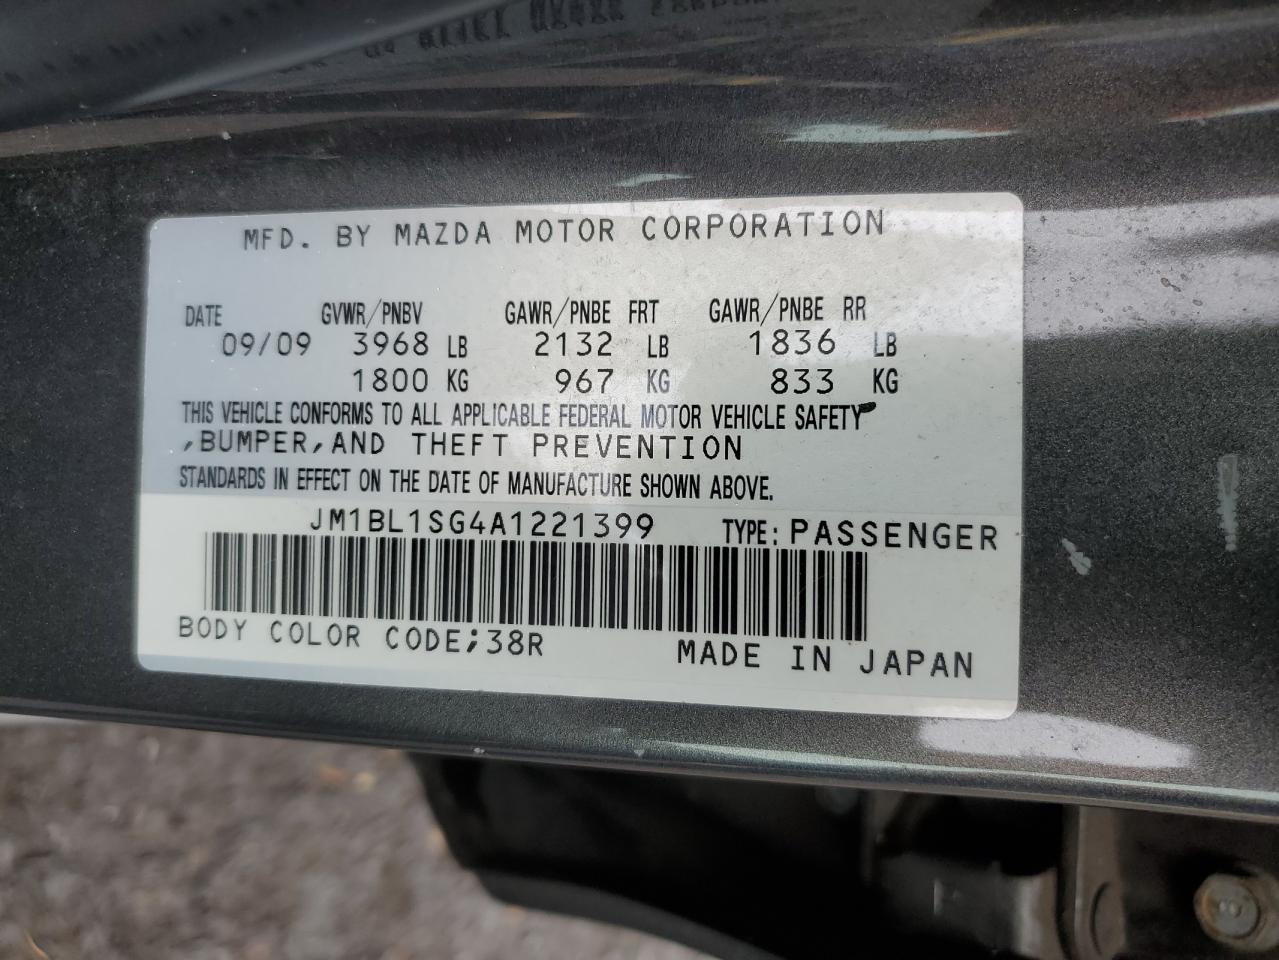 MFD. BY MAZDA MOTOR CORPORATION
DATE GVWR/PNBV GAWR/PNBE FRT GAWR/PNBE RR
09/09 3968 LB 2132 LB 1836 LB
1800 KG 967 KG 833 KG
THIS VEHICLE CONFORMS TO ALL APPLICABLE FEDERAL MOTOR VEHICLE SAFETY
,BUMPER,AND THEFT PREVENTION
STANDARDS IN EFFECT ON THE DATE OF MANUFACTURE SHOWN ABOVE.
JM1BL1SG4A1221399 TYPE: PASSENGER
BODY COLOR CODE;38R MADE IN JAPAN